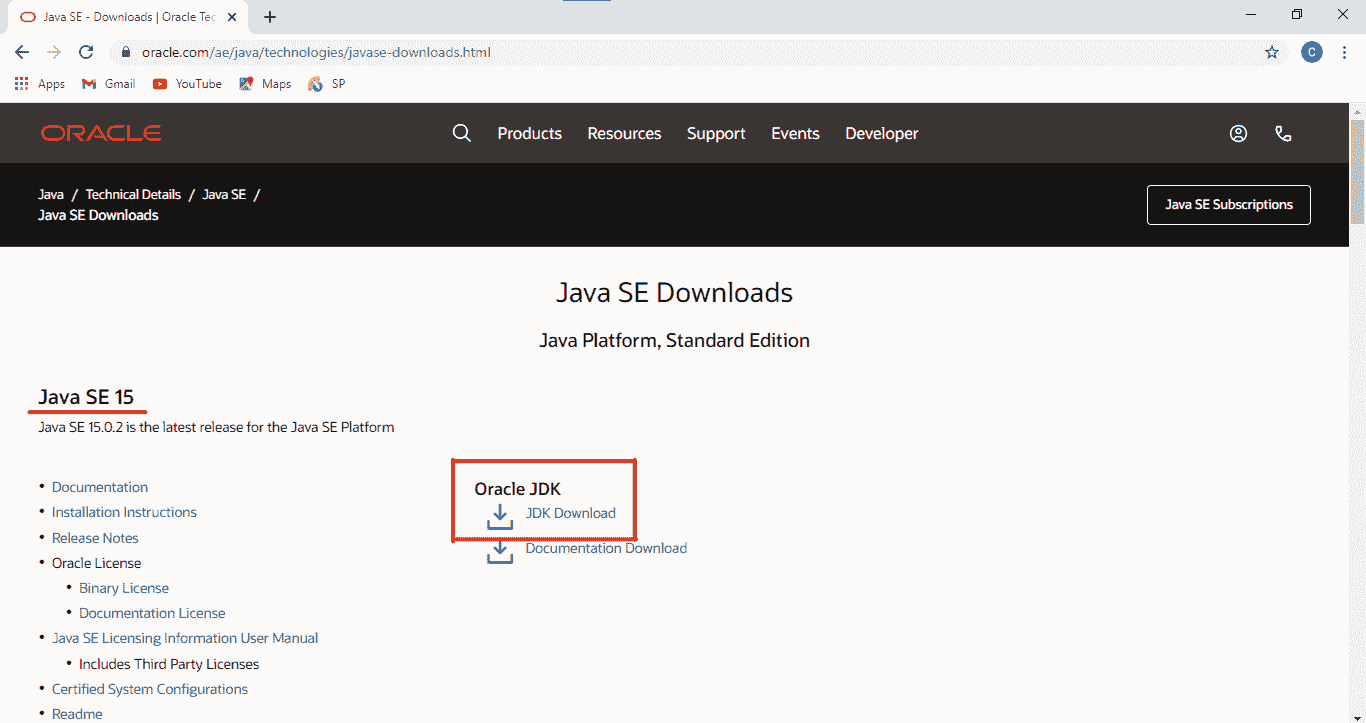 Java SE - Downloads | Oracle Tec
oracle.com/ae/java/technologies/javase-downloads.html
C
Apps Gmail YouTube Maps SP
ORACLE Products Resources Support Events Developer
Java / Technical Details / Java SE /
Java SE Downloads
Java SE Subscriptions
Java SE Downloads
Java Platform, Standard Edition
Java SE 15
Java SE 15.0.2 is the latest release for the Java SE Platform
• Documentation
• Installation Instructions
• Release Notes
• Oracle License
• Binary License
• Documentation License
• Java SE Licensing Information User Manual
• Includes Third Party Licenses
• Certified System Configurations
• Readme
Oracle JDK
JDK Download
Documentation Download